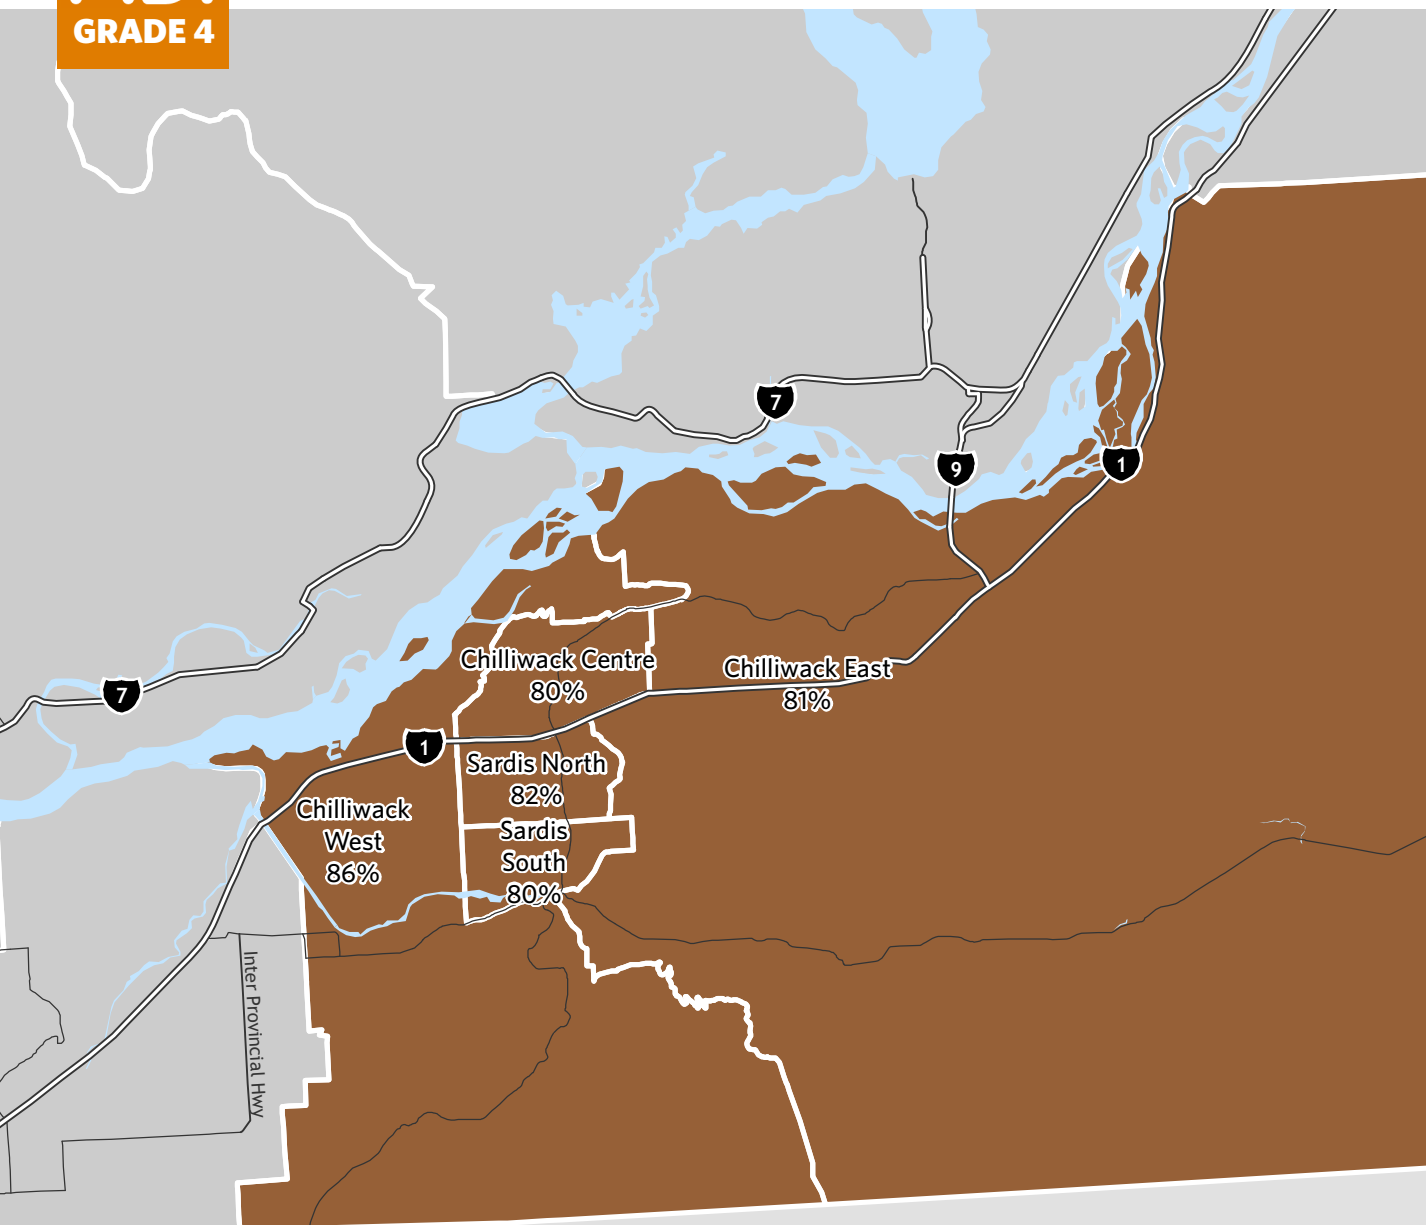 GRADE 4
7
9
1
Chilliwack Centre
80%
Chilliwack East
81%
7
1
Sardis North
82%
Chilliwack
West
86%
Sardis
South
80%
Inter Provincial Hwy